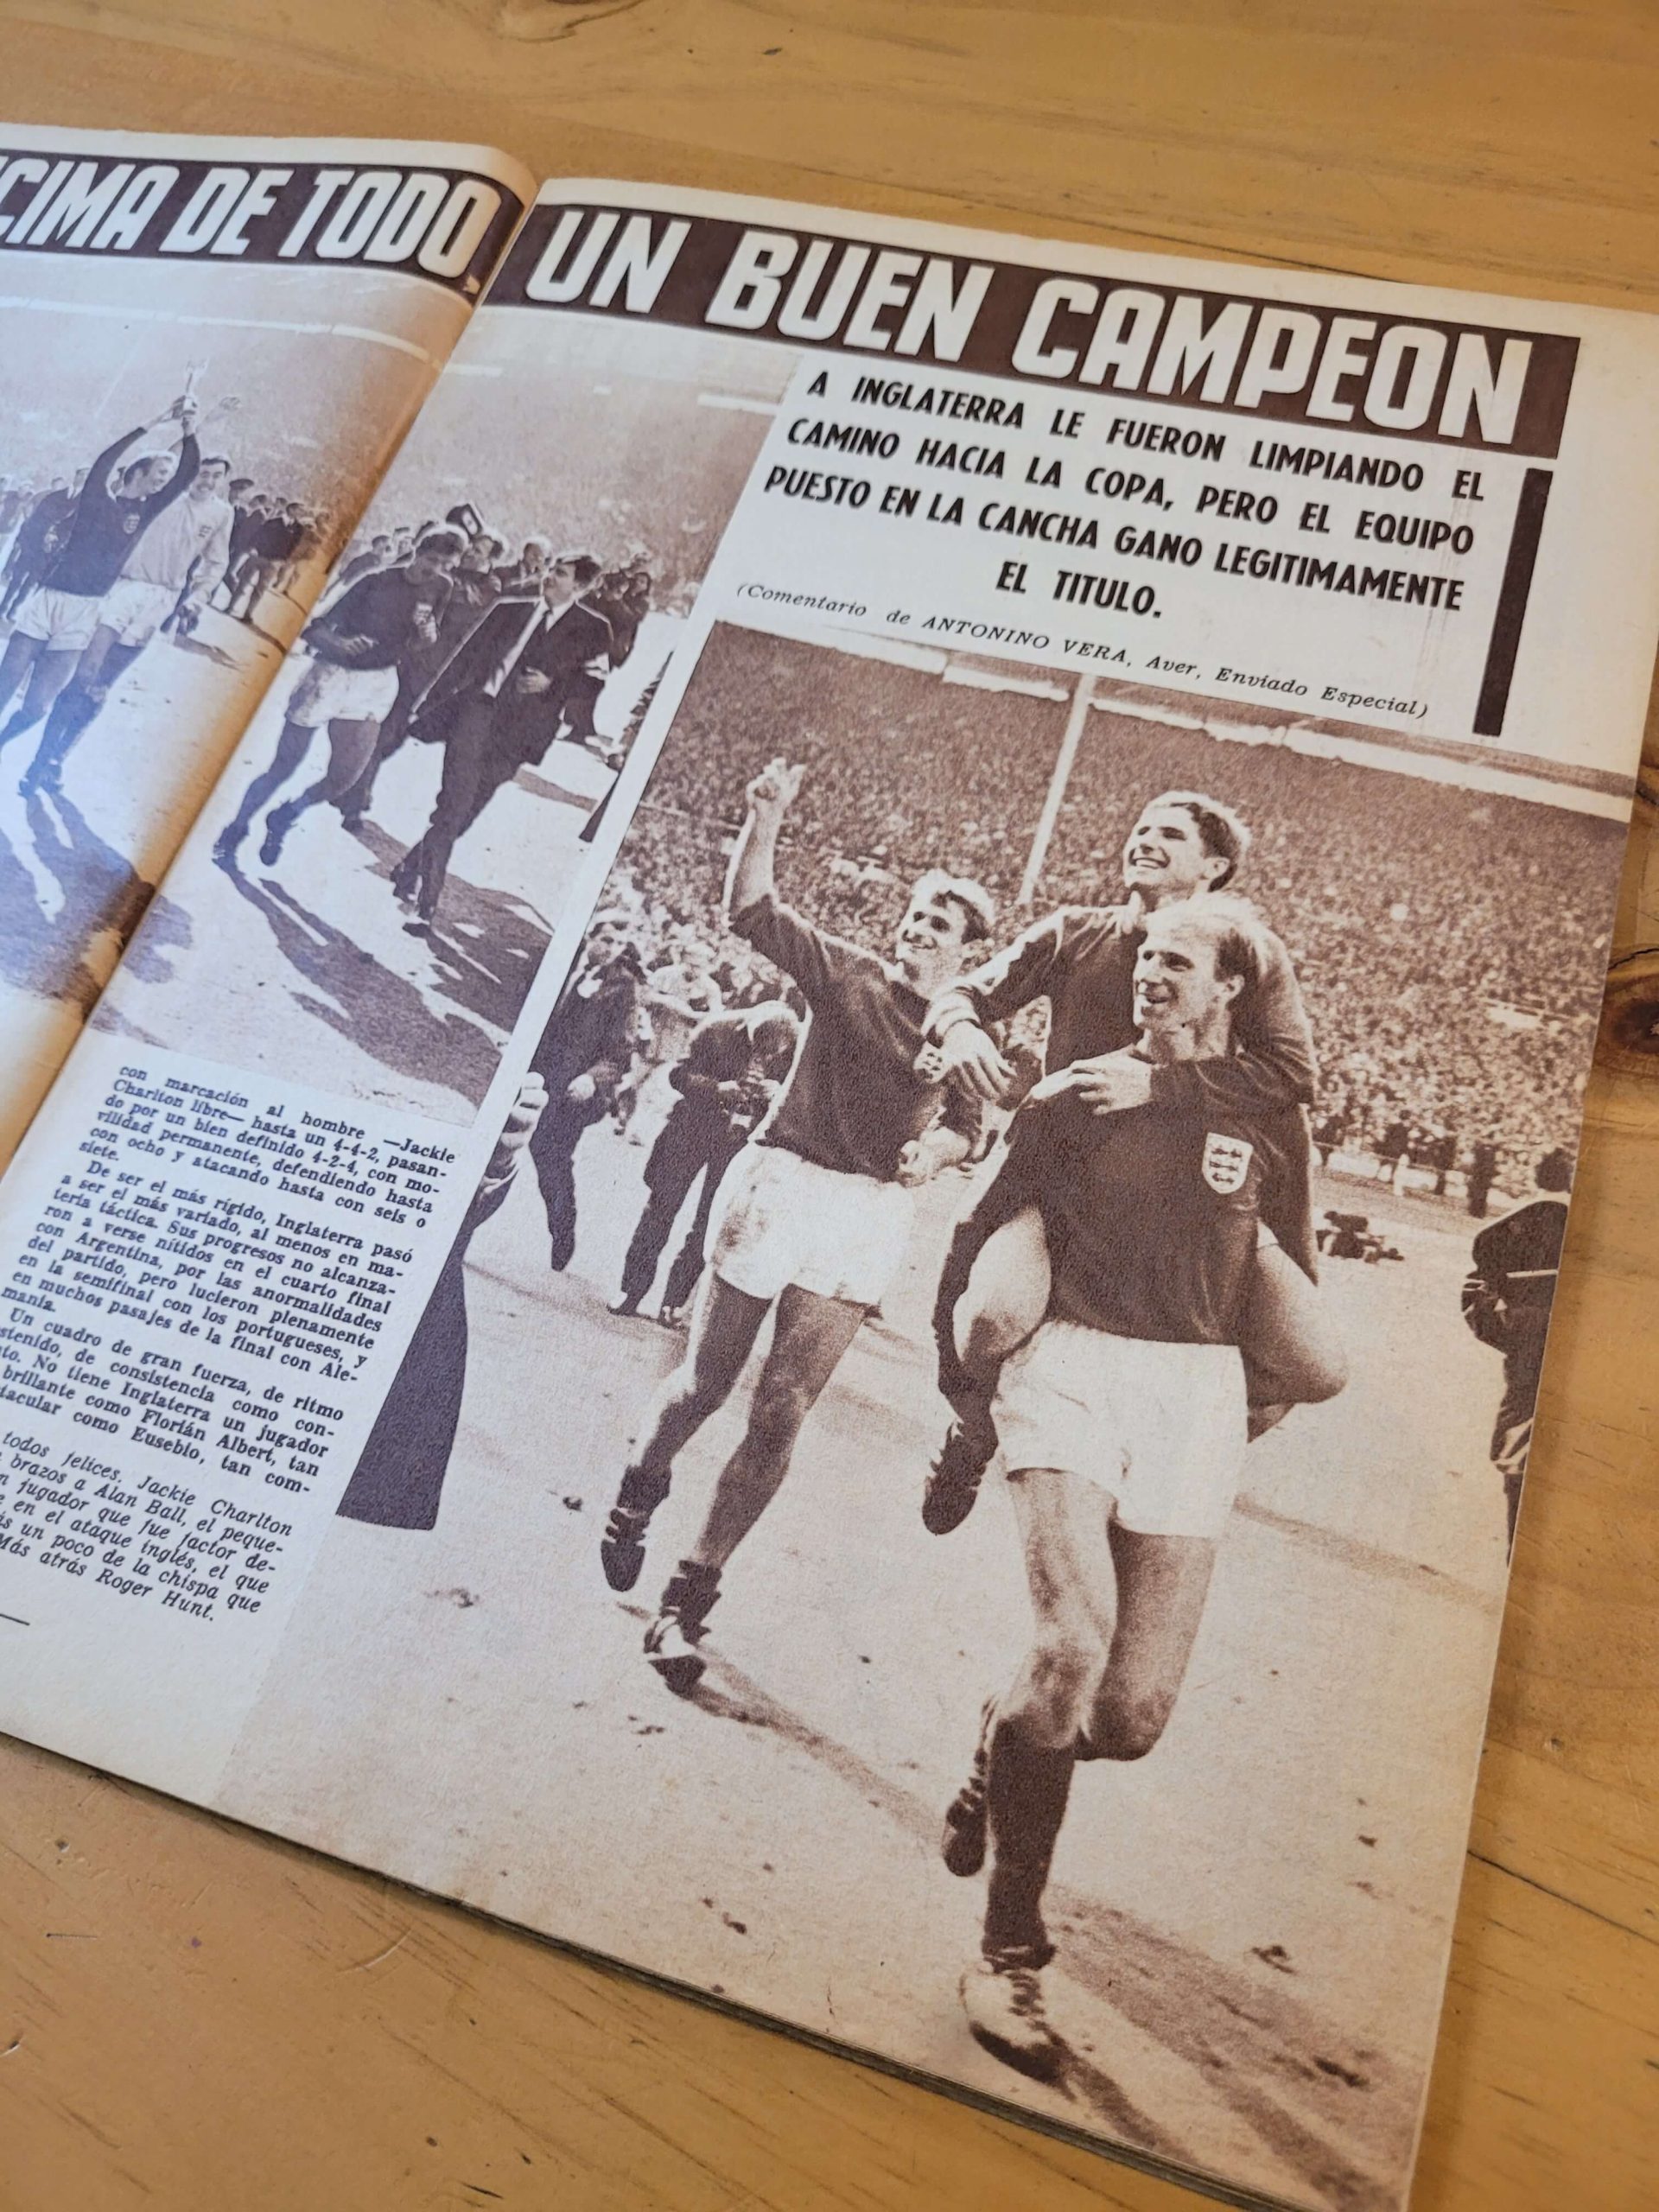 CIMA DE TODO, UN BUEN CAMPEON
A INGLATERRA LE FUERON LIMPIANDO EL
CAMINO HACIA LA COPA, PERO EL EQUIPO
PUESTO EN LA CANCHA GANO LEGITIMAMENTE
EL TITULO.
(Comentario de ANTONINO VERA, Aver, Enviado Especial)
con marcación al hombre —Jackie
Charlton libre— hasta un 4-4-2, pasan-
do por un bien definido 4-2-4, con mo-
vilidad permanente, defendiendo hasta
con ocho y atacando hasta con seis o
siete.
De ser el más rígido, Inglaterra pasó
a ser el más variado, al menos en ma-
teria táctica. Sus progresos no alcanza-
ron a verse nítidos en el cuarto final
con Argentina, por las anormalidades
del partido, pero lucieron plenamente
en la semifinal con los portugueses, y
en muchos pasajes de la final con Ale-
mania.
Un cuadro de gran fuerza, de ritmo
stenido, de consistencia como con-
to. No tiene Inglaterra un jugador
brillante como Florián Albert, tan
tacular como Eusebio, tan com-
todos felices. Jackie Charlton
brazos a Alan Ball, el peque-
n jugador que fue factor de-
e en el ataque inglés, el que
ás un poco de la chispa que
Más atrás Roger Hunt.